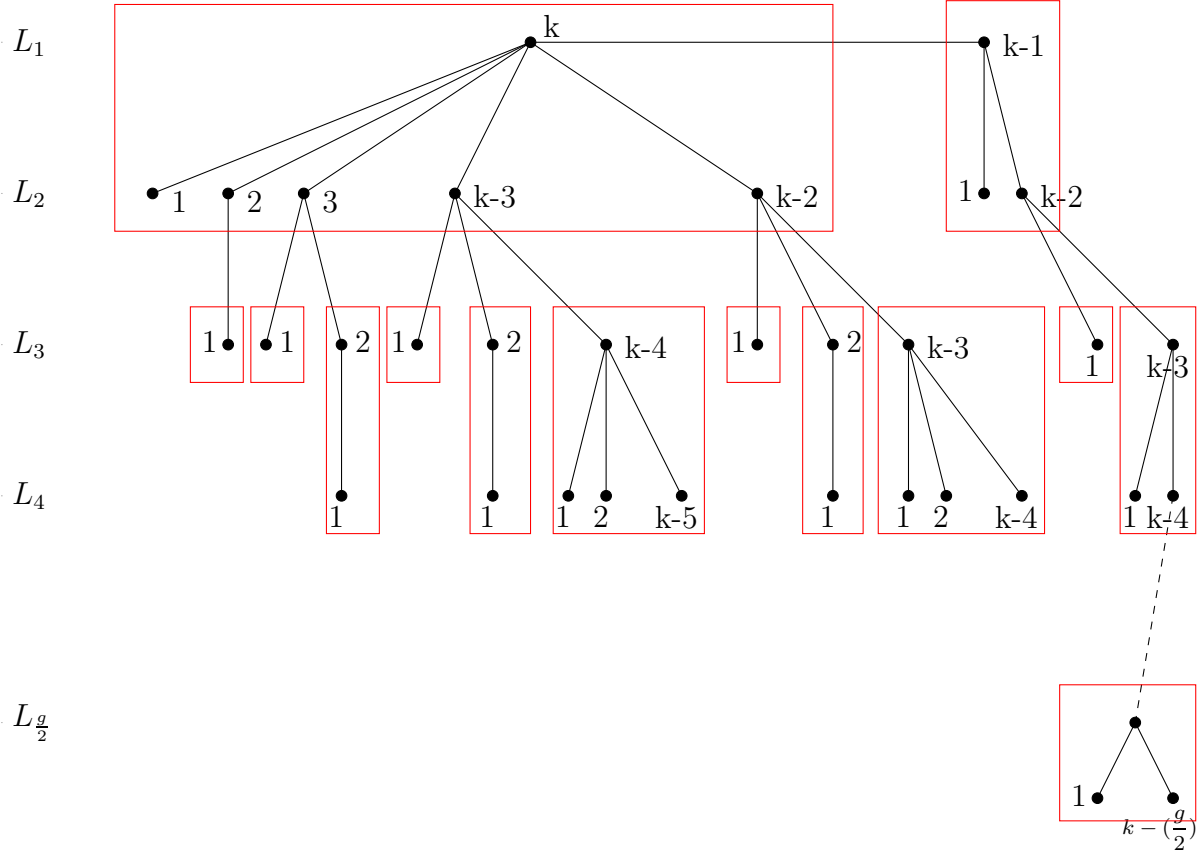 L₁ k k-1
L₂ 1 2 3 k-3 k-2 1 k-2
L₃ 1 1 2 1 2 k-4 1 2 k-3 1 k-3
L₄ 1 1 1 2 k-5 1 1 2 k-4 1 k-4
L_{g/2}
1 k − (g/2)